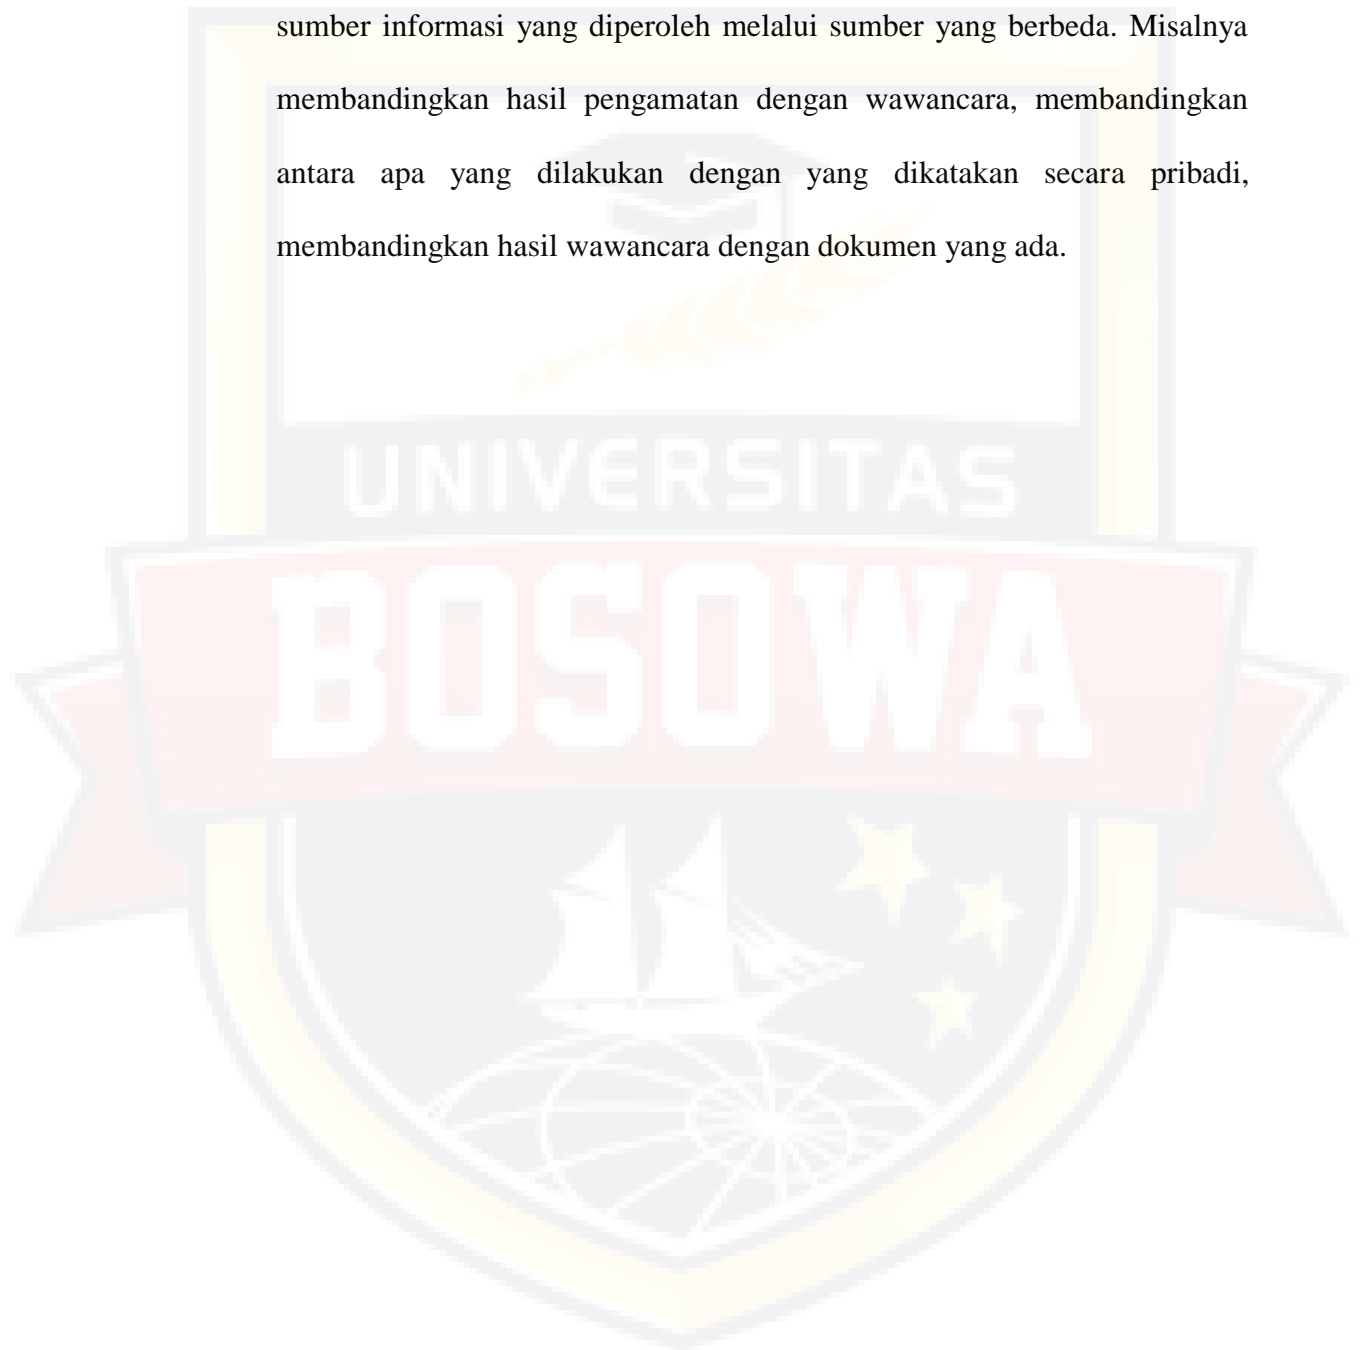 sumber informasi yang diperoleh melalui sumber yang berbeda. Misalnya
membandingkan hasil pengamatan dengan wawancara, membandingkan
antara apa yang dilakukan dengan yang dikatakan secara pribadi,
membandingkan hasil wawancara dengan dokumen yang ada.
UNIVERSITAS
BOSOWA